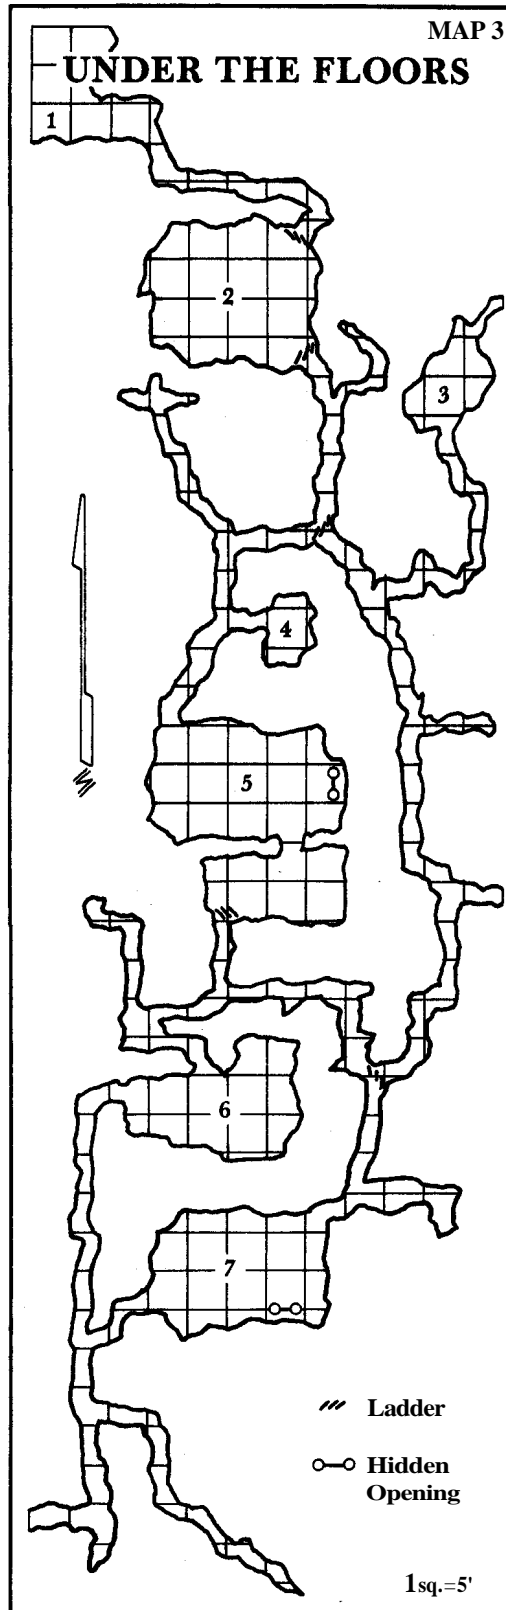 MAP 3
UNDER THE FLOORS
1
2
3
4
5
6
7
N
Ladder
Hidden
Opening
1sq.=5'